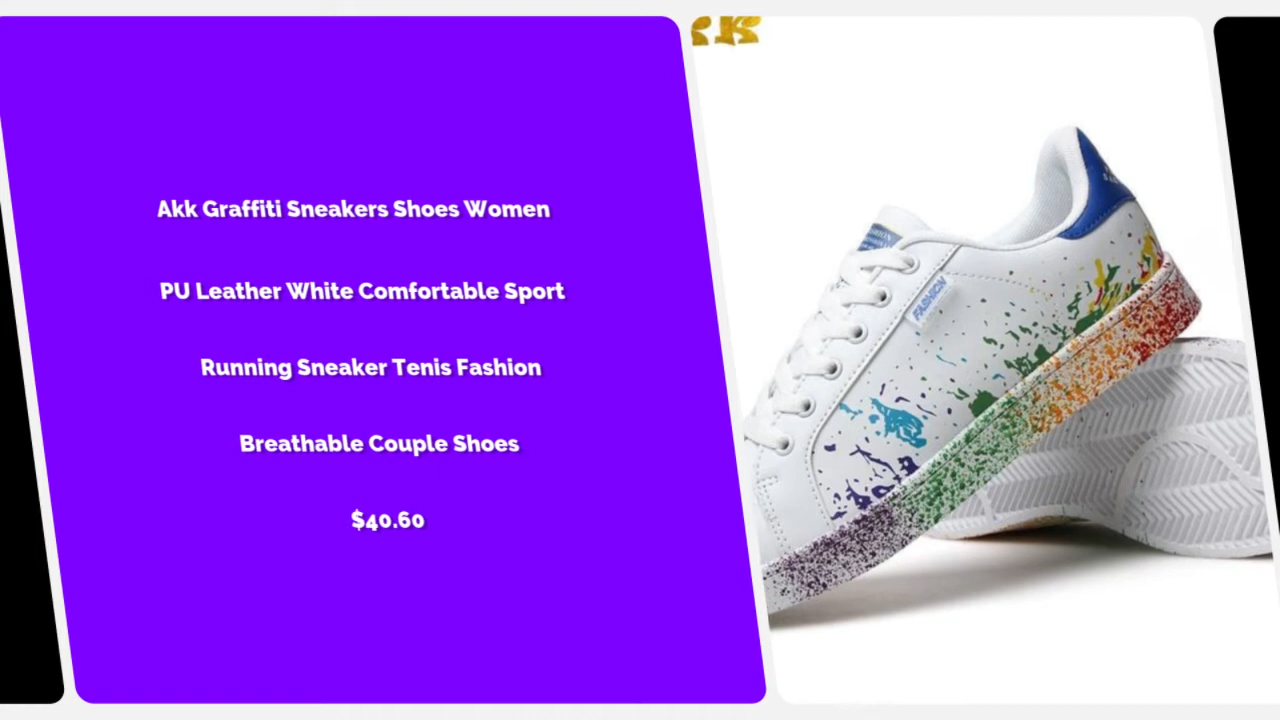 Akk Graffiti Sneakers Shoes Women
PU Leather White Comfortable Sport
Running Sneaker Tenis Fashion
Breathable Couple Shoes
$40.60
FASHION